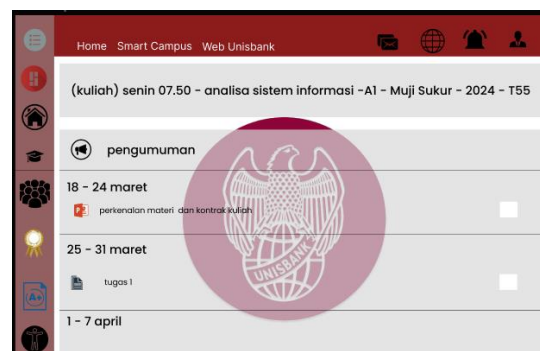 Home Smart Campus Web Unisbank
(kuliah) senin 07.50 - analisa sistem informasi -A1 - Muji Sukur - 2024 - T55
pengumuman
18 - 24 maret
perkenalan materi dan kontrak kuliah
25 - 31 maret
tugas 1
1 - 7 april
UNISBANK
A+